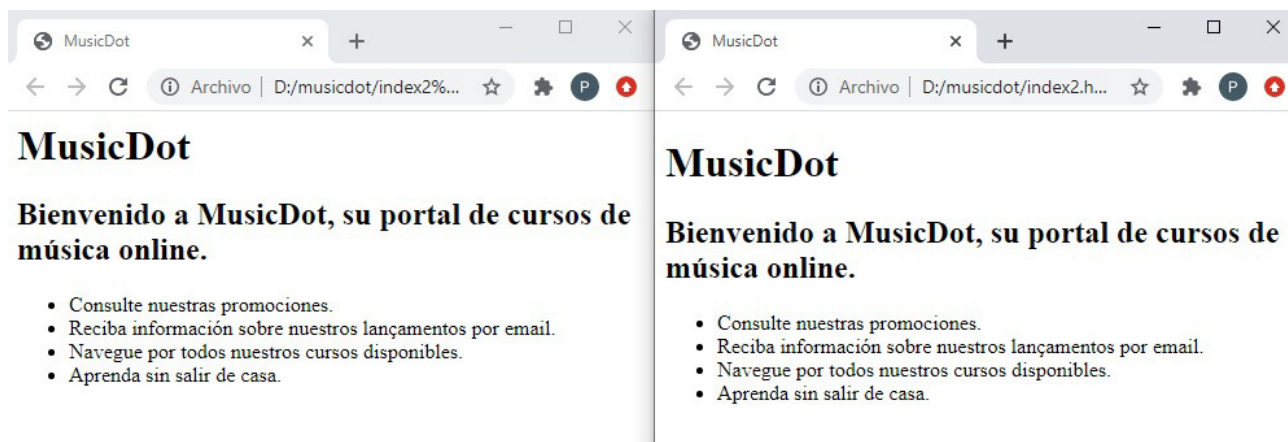 MusicDot
Archivo | D:/musicdot/index2%...
P
MusicDot
Bienvenido a MusicDot, su portal de cursos de
música online.
• Consulte nuestras promociones.
• Reciba información sobre nuestros lançamentos por email.
• Navegue por todos nuestros cursos disponibles.
• Aprenda sin salir de casa.
MusicDot
Archivo | D:/musicdot/index2.h...
P
MusicDot
Bienvenido a MusicDot, su portal de cursos de
música online.
• Consulte nuestras promociones.
• Reciba información sobre nuestros lançamentos por email.
• Navegue por todos nuestros cursos disponibles.
• Aprenda sin salir de casa.